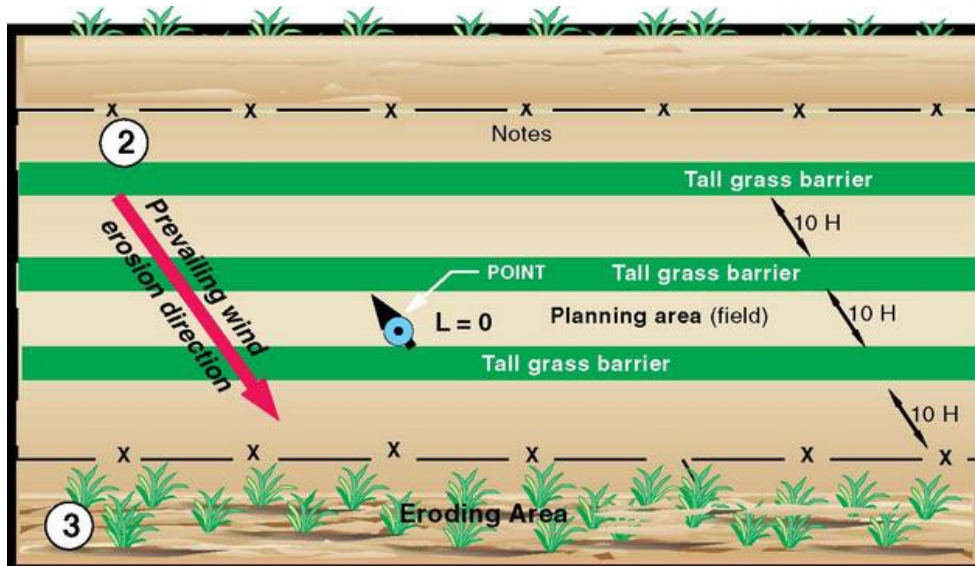 X X X X X X X
2
Notes
Tall grass barrier
Prevailing wind
erosion direction
10 H
Tall grass barrier
POINT
L = 0
Planning area (field)
10 H
Tall grass barrier
10 H
X X X X X X
3
Eroding Area